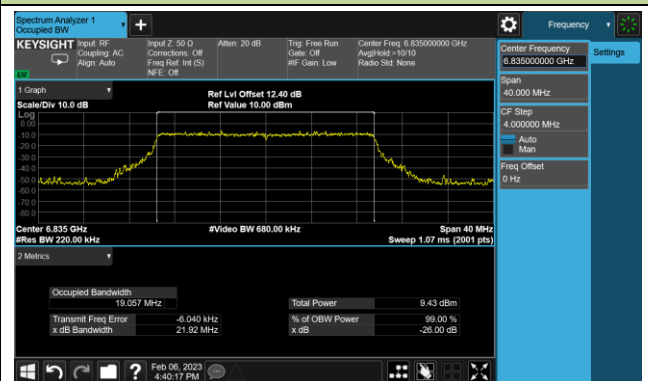 Spectrum Analyzer 1
Occupied BW
+
Frequency
KEYSIGHT
Input: RF
Coupling: AC
Align: Auto
Input Z: 50 Ω
Corrections: Off
Freq Ref: Int (S)
NFE: Off
Atten: 20 dB
Trig: Free Run
Gate: Off
#IF Gain: Low
Center Freq: 6.835000000 GHz
Avg|Hold:>10/10
Radio Std: None
LXI
Center Frequency
6.835000000 GHz
Settings
Span
40.000 MHz
CF Step
4.000000 MHz
Auto
Man
Freq Offset
0 Hz
1 Graph
Ref Lvl Offset 12.40 dB
Scale/Div 10.0 dB
Ref Value 10.00 dBm
Log
0.00
-10.0
-20.0
-30.0
-40.0
-50.0
-60.0
-70.0
-80.0
Center 6.835 GHz
#Video BW 680.00 kHz
Span 40 MHz
#Res BW 220.00 kHz
Sweep 1.07 ms (2001 pts)
2 Metrics
Occupied Bandwidth
19.057 MHz
Total Power 9.43 dBm
Transmit Freq Error -6.040 kHz
% of OBW Power 99.00 %
x dB Bandwidth 21.92 MHz
x dB -26.00 dB
?
Feb 06, 2023
4:40:17 PM